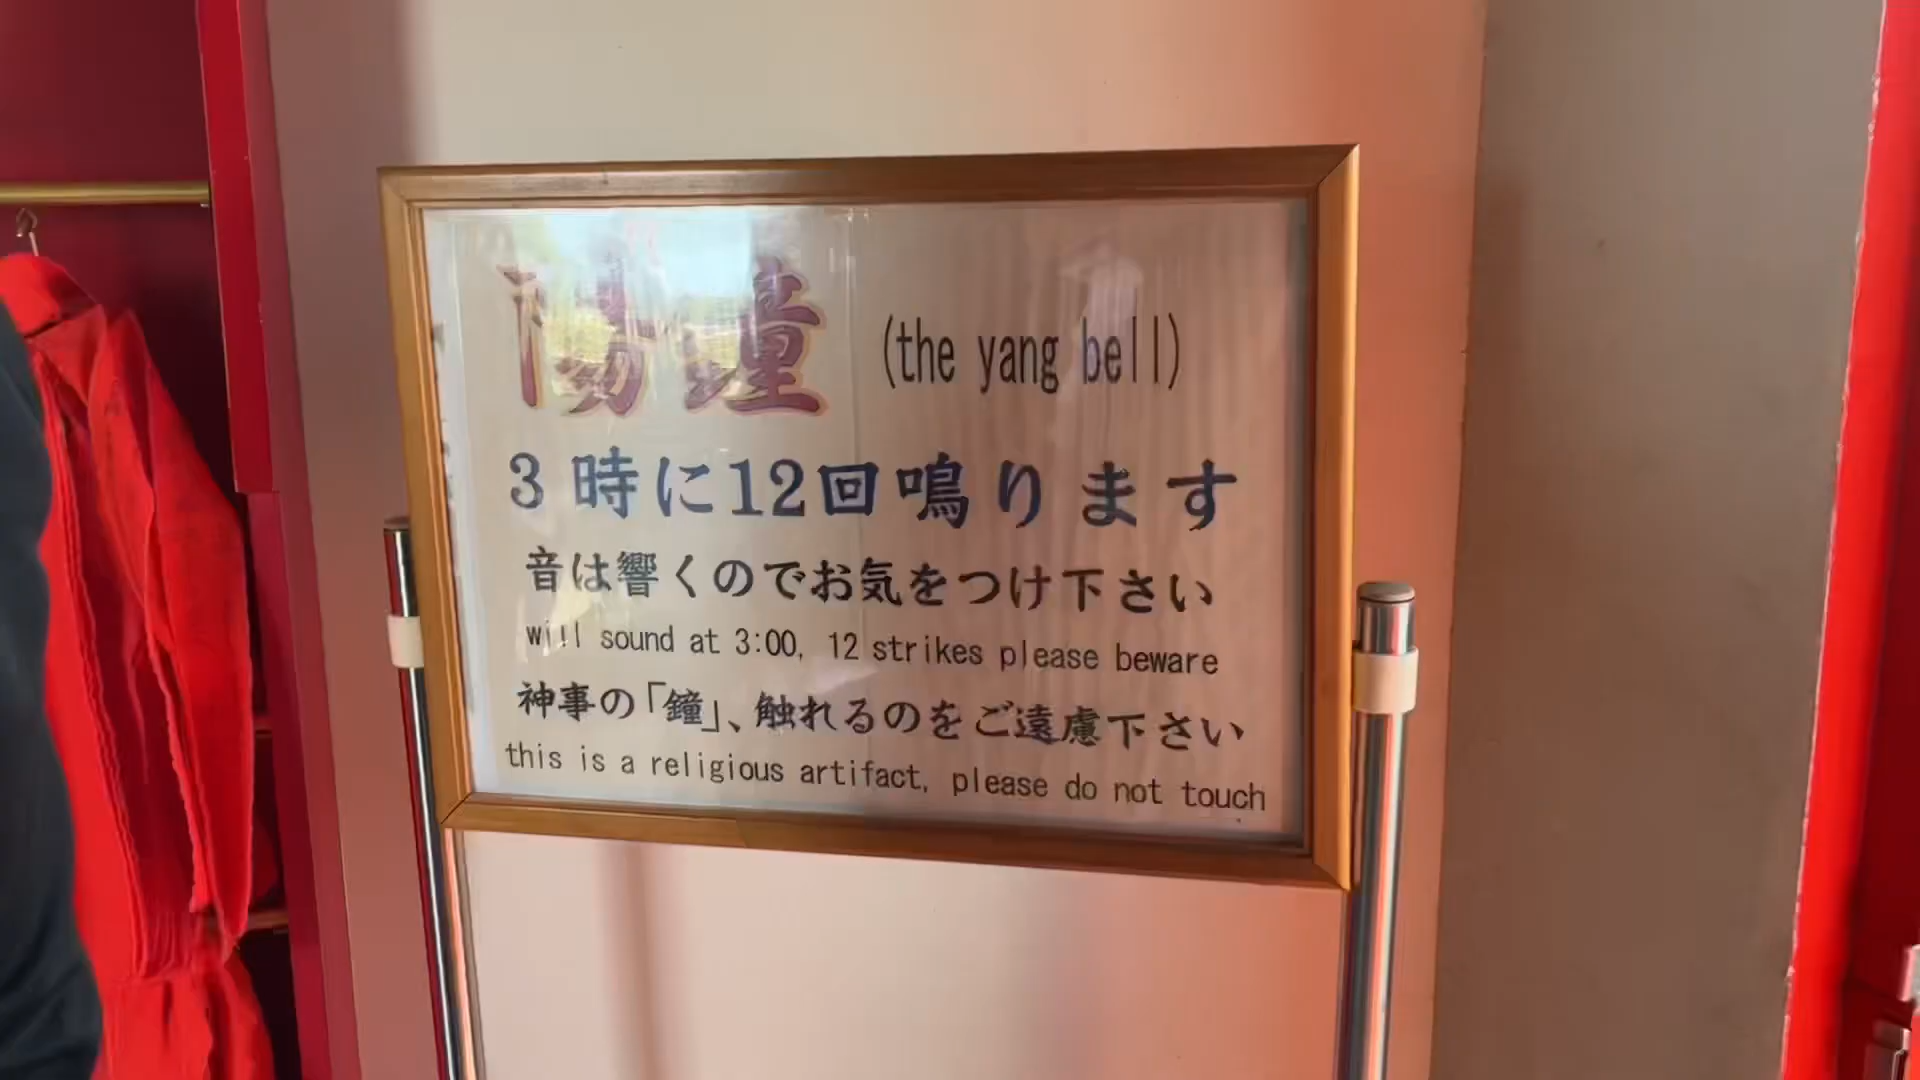 陽鐘 (the yang bell)
3時に12回鳴ります
音は響くのでお気をつけ下さい
will sound at 3:00, 12 strikes please beware
神事の「鐘」、触れるのをご遠慮下さい
this is a religious artifact, please do not touch